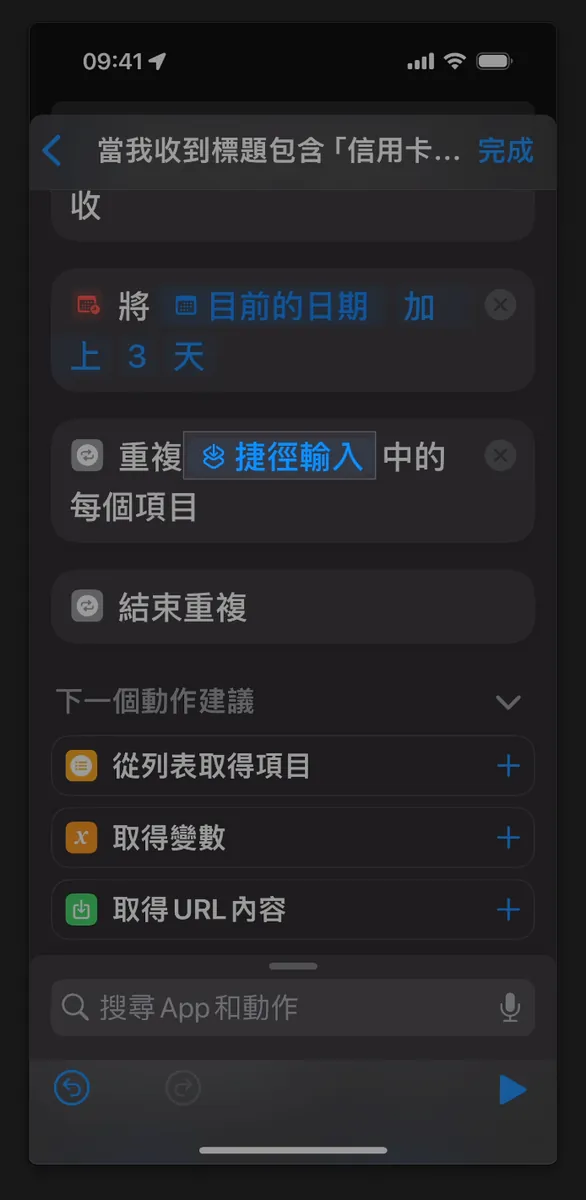 09:41
當我收到標題包含「信用卡... 完成
收
將 目前的日期 加
上 3 天
重複 捷徑輸入 中的
每個項目
結束重複
下一個動作建議
從列表取得項目
取得變數
取得 URL 內容
搜尋 App 和動作